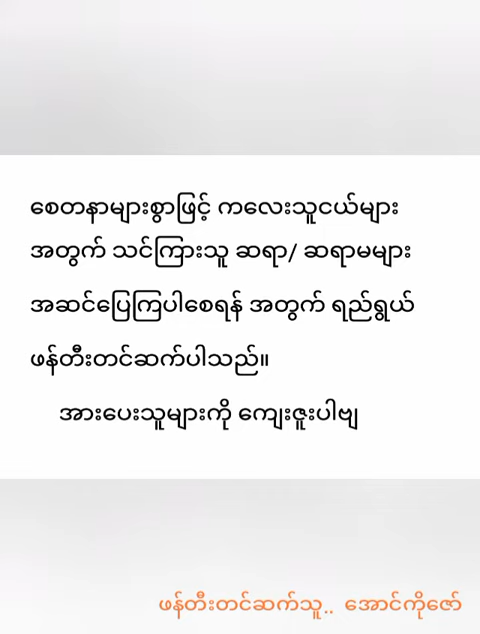 စေတနာများစွာဖြင့် ကလေးသူငယ်များ
အတွက် သင်ကြားသူ ဆရာ/ ဆရာမများ
အဆင်ပြေကြပါစေရန် အတွက် ရည်ရွယ်
ဖန်တီးတင်ဆက်ပါသည်။
အားပေးသူများကို ကျေးဇူးပါဗျ
ဖန်တီးတင်ဆက်သူ.. အောင်ကိုဇော်